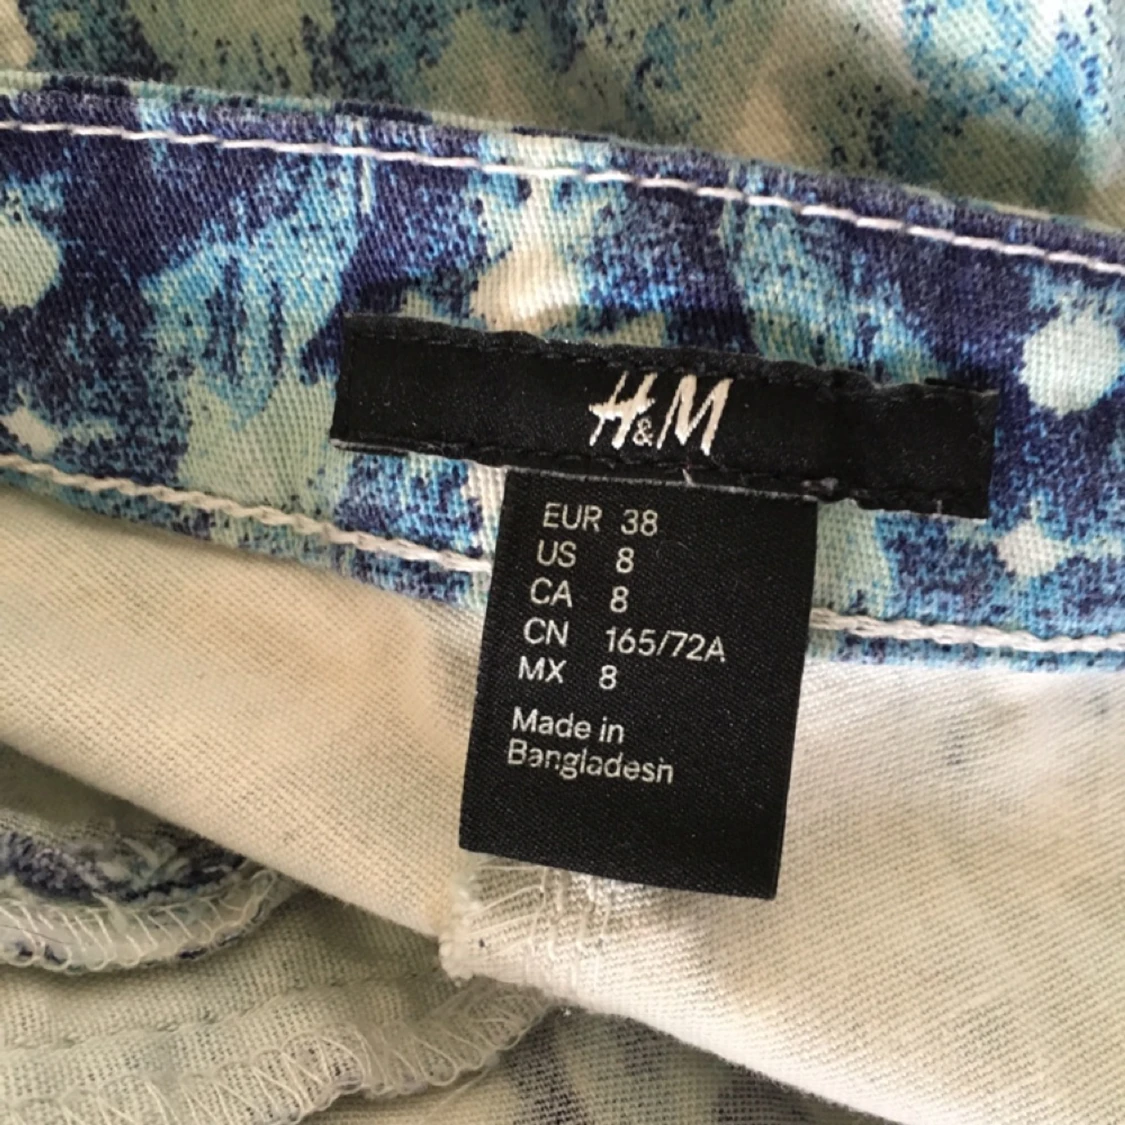 H&M
EUR 38
US 8
CA 8
CN 165/72A
MX 8
Made in
Bangladesh